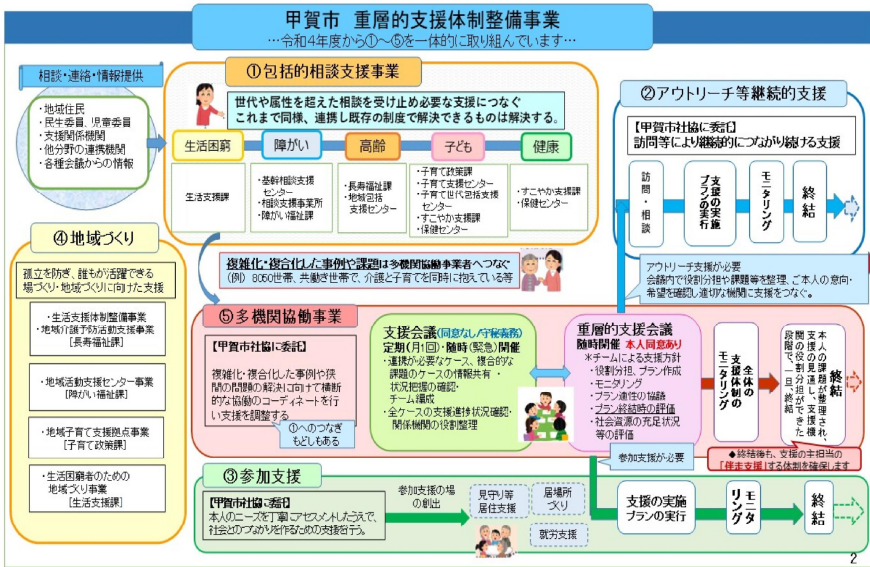 甲賀市 重層的支援体制整備事業
…令和4年度から①～⑤を一体的に取り組んでいます…
相談・連絡・情報提供
・地域住民
・民生委員、児童委員
・支援関係機関
・他分野の連携機関
・各種会議からの情報
①包括的相談支援事業
世代や属性を超えた相談を受け止め必要な支援につなぐ
これまで同様、連携し既存の制度で解決できるものは解決する。
生活困窮
障がい
高齢
子ども
健康
生活支援課
・基幹相談支援
センター
・相談支援事業所
・障がい福祉課
・長寿福祉課
・地域包括
支援センター
・子育て政策課
・子育て支援センター
・子育て世代包括支援
センター
・すこやか支援課
・保健センター
・すこやか支援課
・保健センター
②アウトリーチ等継続的支援
【甲賀市社協に委託】
訪問等により継続的につながり続ける支援
訪問・相談
支援の実施
プランの実行
モニタリング
終結
複雑化・複合化した事例や課題は多機関協働事業者へつなぐ
(例) 8050世帯、共働き世帯で、介護と子育てを同時に抱えている等
アウトリーチ支援が必要
会議内で役割分担や課題等を整理、ご本人の意向・
希望を確認し適切な機関に支援をつなぐ。
④地域づくり
孤立を防ぎ、誰もが活躍できる
場づくり・地域づくりに向けた支援
・生活支援体制整備事業
・地域介護予防活動支援事業
[長寿福祉課]
・地域活動支援センター事業
[障がい福祉課]
・地域子育て支援拠点事業
[子育て政策課]
・生活困窮者のための
地域づくり事業
[生活支援課]
⑤多機関協働事業
【甲賀市社協に委託】
複雑化・複合化した事例や
狭間の問題の解決に向けて横断
的な協働のコーディネートを行
い支援を調整する
①へのつなぎ
もどしもある
支援会議(同意なし/守秘義務)
定期(月1回)・随時(緊急)開催
・連携が必要なケース、複合的な
課題のケースの情報共有・
状況把握の確認・
チーム編成
・全ケースの支援進捗状況確認・
関係機関の役割整理
重層的支援会議
随時開催 本人同意あり
*チームによる支援方針
・役割分担、プラン作成
・モニタリング
・プラン適性の協議
・プラン終結時の評価
・社会資源の充足状況
等の評価
全体の
支援体制の
モニタリング
終結
本人の課題が整理され、
支援の見通し、支援機
関の役割分担ができた
段階で、一旦、終結
◆終結後も、支援の主担当の
「伴走支援」する体制を確保します
参加支援が必要
③参加支援
【甲賀市社協に委託】
本人のニーズを丁寧にアセスメントしたうえで、
社会とのつながりを作るための支援を行う。
参加支援の場
の創出
見守り等
居住支援
居場所
づくり
就労支援
支援の実施
プランの実行
モニタ
リング
終結
2